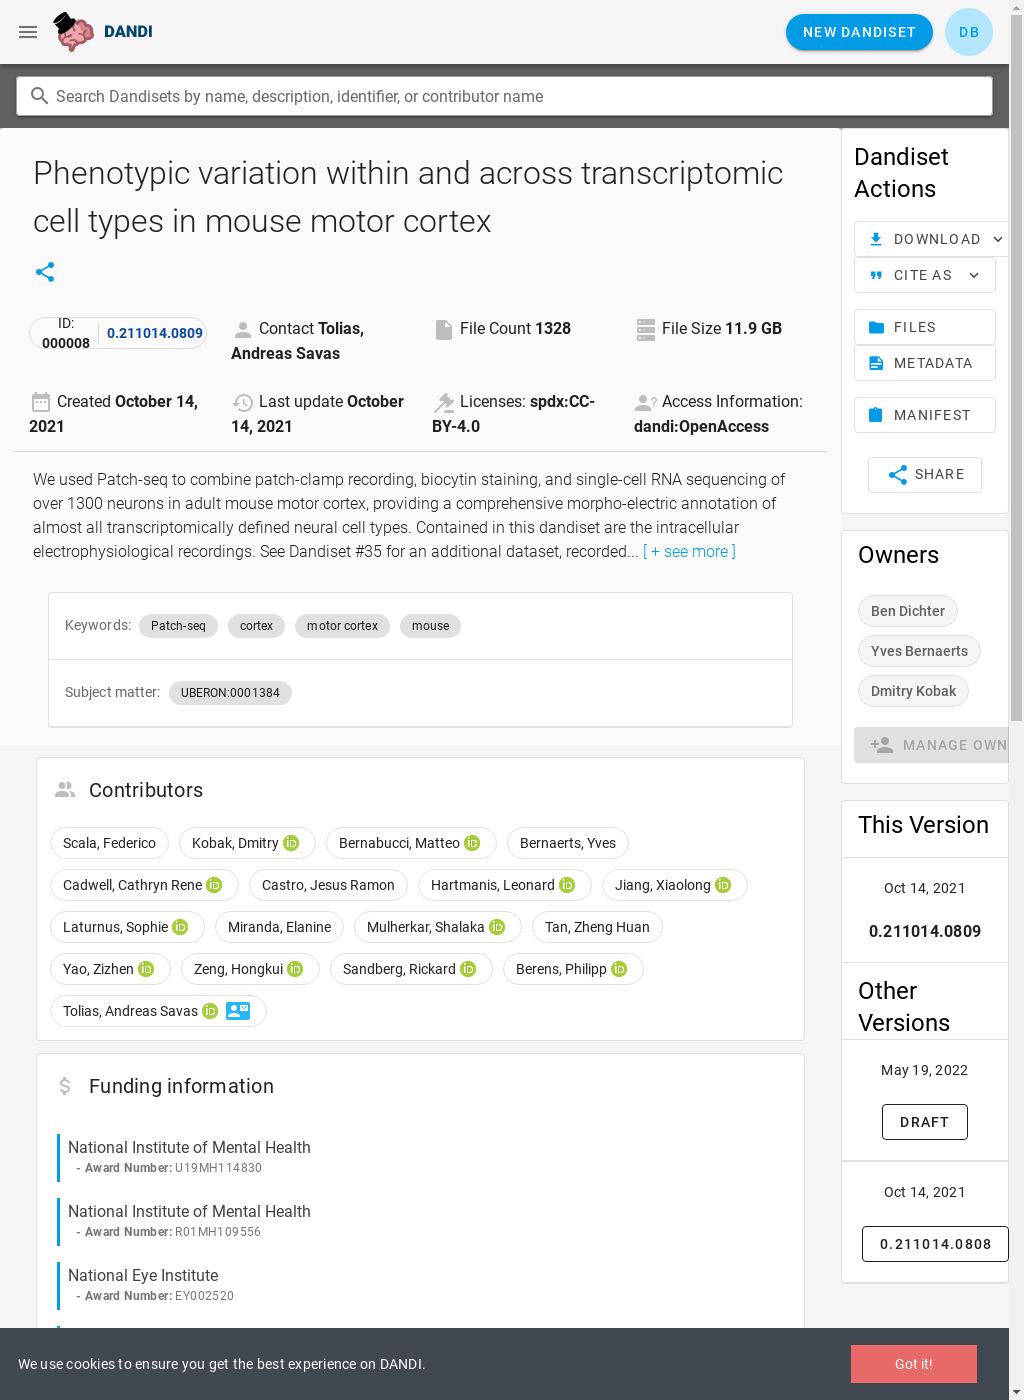 DANDI
NEW DANDISET
DB
Search Dandisets by name, description, identifier, or contributor name
Phenotypic variation within and across transcriptomic
cell types in mouse motor cortex
ID:
000008
0.211014.0809
Contact Tolias,
Andreas Savas
File Count 1328
File Size 11.9 GB
Created October 14,
2021
Last update October
14, 2021
Licenses: spdx:CC-
BY-4.0
Access Information:
dandi:OpenAccess
We used Patch-seq to combine patch-clamp recording, biocytin staining, and single-cell RNA sequencing of
over 1300 neurons in adult mouse motor cortex, providing a comprehensive morpho-electric annotation of
almost all transcriptomically defined neural cell types. Contained in this dandiset are the intracellular
electrophysiological recordings. See Dandiset #35 for an additional dataset, recorded... [ + see more ]
Keywords: Patch-seq cortex motor cortex mouse
Subject matter: UBERON:0001384
Contributors
Scala, Federico Kobak, Dmitry iD Bernabucci, Matteo iD Bernaerts, Yves
Cadwell, Cathryn Rene iD Castro, Jesus Ramon Hartmanis, Leonard iD Jiang, Xiaolong iD
Laturnus, Sophie iD Miranda, Elanine Mulherkar, Shalaka iD Tan, Zheng Huan
Yao, Zizhen iD Zeng, Hongkui iD Sandberg, Rickard iD Berens, Philipp iD
Tolias, Andreas Savas iD
Funding information
National Institute of Mental Health
- Award Number: U19MH114830
National Institute of Mental Health
- Award Number: R01MH109556
National Eye Institute
- Award Number: EY002520
Dandiset
Actions
DOWNLOAD
CITE AS
FILES
METADATA
MANIFEST
SHARE
Owners
Ben Dichter
Yves Bernaerts
Dmitry Kobak
MANAGE OWN
This Version
Oct 14, 2021
0.211014.0809
Other
Versions
May 19, 2022
DRAFT
Oct 14, 2021
0.211014.0808
We use cookies to ensure you get the best experience on DANDI.
Got it!